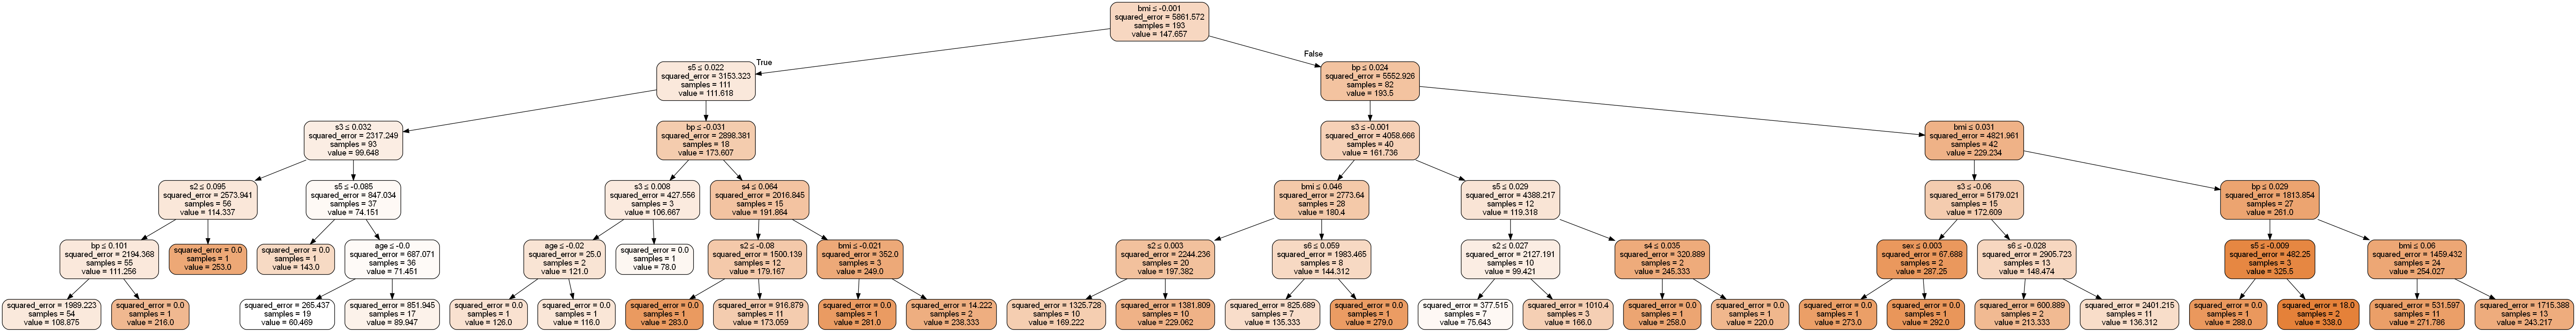 bmi ≤ -0.001
squared_error = 5861.572
samples = 193
value = 147.657
True
False
s5 ≤ 0.022
squared_error = 3153.323
samples = 111
value = 111.618
bp ≤ 0.024
squared_error = 5552.926
samples = 82
value = 193.5
s3 ≤ 0.032
squared_error = 2317.249
samples = 93
value = 99.648
bp ≤ -0.031
squared_error = 2898.381
samples = 18
value = 173.607
s3 ≤ -0.001
squared_error = 4058.666
samples = 40
value = 161.736
bmi ≤ 0.031
squared_error = 4821.961
samples = 42
value = 229.234
s2 ≤ 0.095
squared_error = 2573.941
samples = 56
value = 114.337
s5 ≤ -0.085
squared_error = 847.034
samples = 37
value = 74.151
s3 ≤ 0.008
squared_error = 427.556
samples = 3
value = 106.667
s4 ≤ 0.064
squared_error = 2016.845
samples = 15
value = 191.864
bmi ≤ 0.046
squared_error = 2773.64
samples = 28
value = 180.4
s5 ≤ 0.029
squared_error = 4388.217
samples = 12
value = 119.318
s3 ≤ -0.06
squared_error = 5179.021
samples = 15
value = 172.609
bp ≤ 0.029
squared_error = 1813.854
samples = 27
value = 261.0
bp ≤ 0.101
squared_error = 2194.368
samples = 55
value = 111.256
squared_error = 0.0
samples = 1
value = 253.0
squared_error = 0.0
samples = 1
value = 143.0
age ≤ -0.0
squared_error = 687.071
samples = 36
value = 71.451
age ≤ -0.02
squared_error = 25.0
samples = 2
value = 121.0
squared_error = 0.0
samples = 1
value = 78.0
s2 ≤ -0.08
squared_error = 1500.139
samples = 12
value = 179.167
bmi ≤ -0.021
squared_error = 352.0
samples = 3
value = 249.0
s2 ≤ 0.003
squared_error = 2244.236
samples = 20
value = 197.382
s6 ≤ 0.059
squared_error = 1983.465
samples = 8
value = 144.312
s2 ≤ 0.027
squared_error = 2127.191
samples = 10
value = 99.421
s4 ≤ 0.035
squared_error = 320.889
samples = 2
value = 245.333
sex ≤ 0.003
squared_error = 67.688
samples = 2
value = 287.25
s6 ≤ -0.028
squared_error = 2905.723
samples = 13
value = 148.474
s5 ≤ -0.009
squared_error = 482.25
samples = 3
value = 325.5
bmi ≤ 0.06
squared_error = 1459.432
samples = 24
value = 254.027
squared_error = 1989.223
samples = 54
value = 108.875
squared_error = 0.0
samples = 1
value = 216.0
squared_error = 265.437
samples = 19
value = 60.469
squared_error = 851.945
samples = 17
value = 89.947
squared_error = 0.0
samples = 1
value = 126.0
squared_error = 0.0
samples = 1
value = 116.0
squared_error = 0.0
samples = 1
value = 283.0
squared_error = 916.879
samples = 11
value = 173.059
squared_error = 0.0
samples = 1
value = 281.0
squared_error = 14.222
samples = 2
value = 238.333
squared_error = 1325.728
samples = 10
value = 169.222
squared_error = 1381.809
samples = 10
value = 229.062
squared_error = 825.689
samples = 7
value = 135.333
squared_error = 0.0
samples = 1
value = 279.0
squared_error = 377.515
samples = 7
value = 75.643
squared_error = 1010.4
samples = 3
value = 166.0
squared_error = 0.0
samples = 1
value = 258.0
squared_error = 0.0
samples = 1
value = 220.0
squared_error = 0.0
samples = 1
value = 273.0
squared_error = 0.0
samples = 1
value = 292.0
squared_error = 600.889
samples = 2
value = 213.333
squared_error = 2401.215
samples = 11
value = 136.312
squared_error = 0.0
samples = 1
value = 288.0
squared_error = 18.0
samples = 2
value = 338.0
squared_error = 531.597
samples = 11
value = 271.786
squared_error = 1715.388
samples = 13
value = 243.217